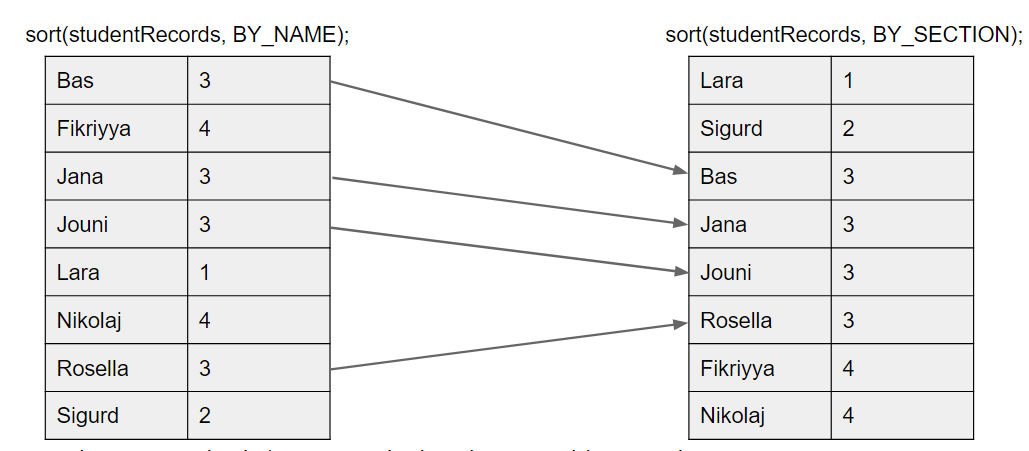 sort(studentRecords, BY_NAME);
Bas 3
Fikriyya 4
Jana 3
Jouni 3
Lara 1
Nikolaj 4
Rosella 3
Sigurd 2
sort(studentRecords, BY_SECTION);
Lara 1
Sigurd 2
Bas 3
Jana 3
Jouni 3
Rosella 3
Fikriyya 4
Nikolaj 4